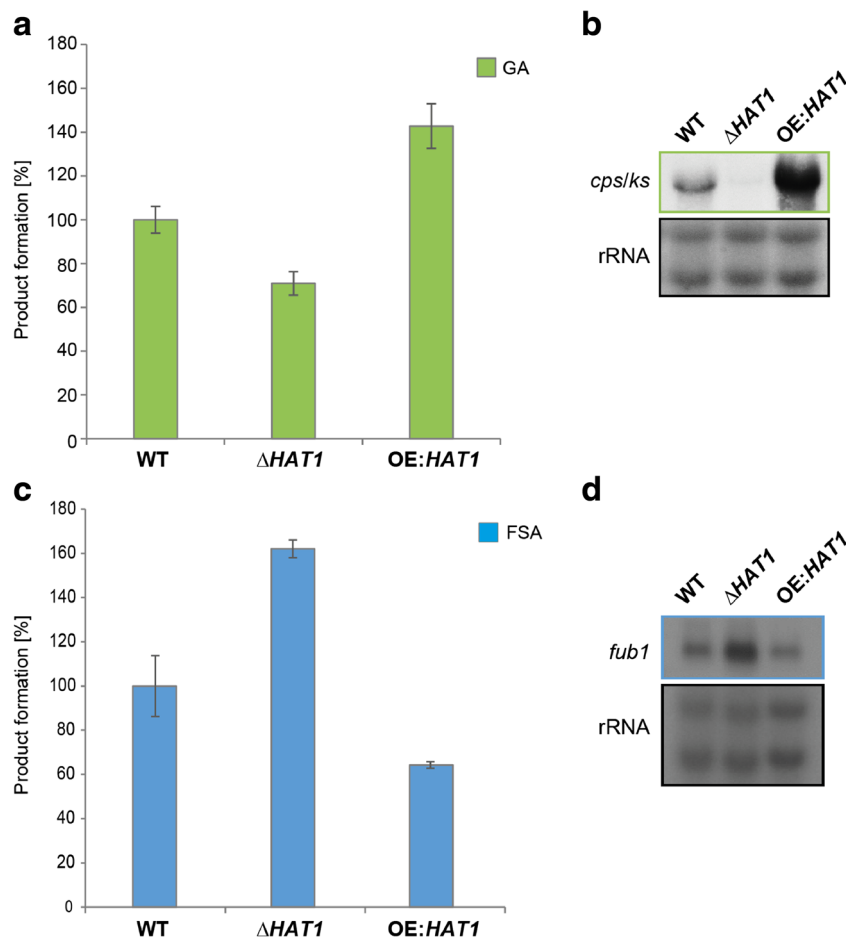 a
Product formation [%]
180
160
140
120
100
80
60
40
20
0
GA
WT
ΔHAT1
OE:HAT1
b
WT
ΔHAT1
OE:HAT1
cps/ks
rRNA
c
Product formation [%]
180
160
140
120
100
80
60
40
20
0
FSA
WT
ΔHAT1
OE:HAT1
d
WT
ΔHAT1
OE:HAT1
fub1
rRNA